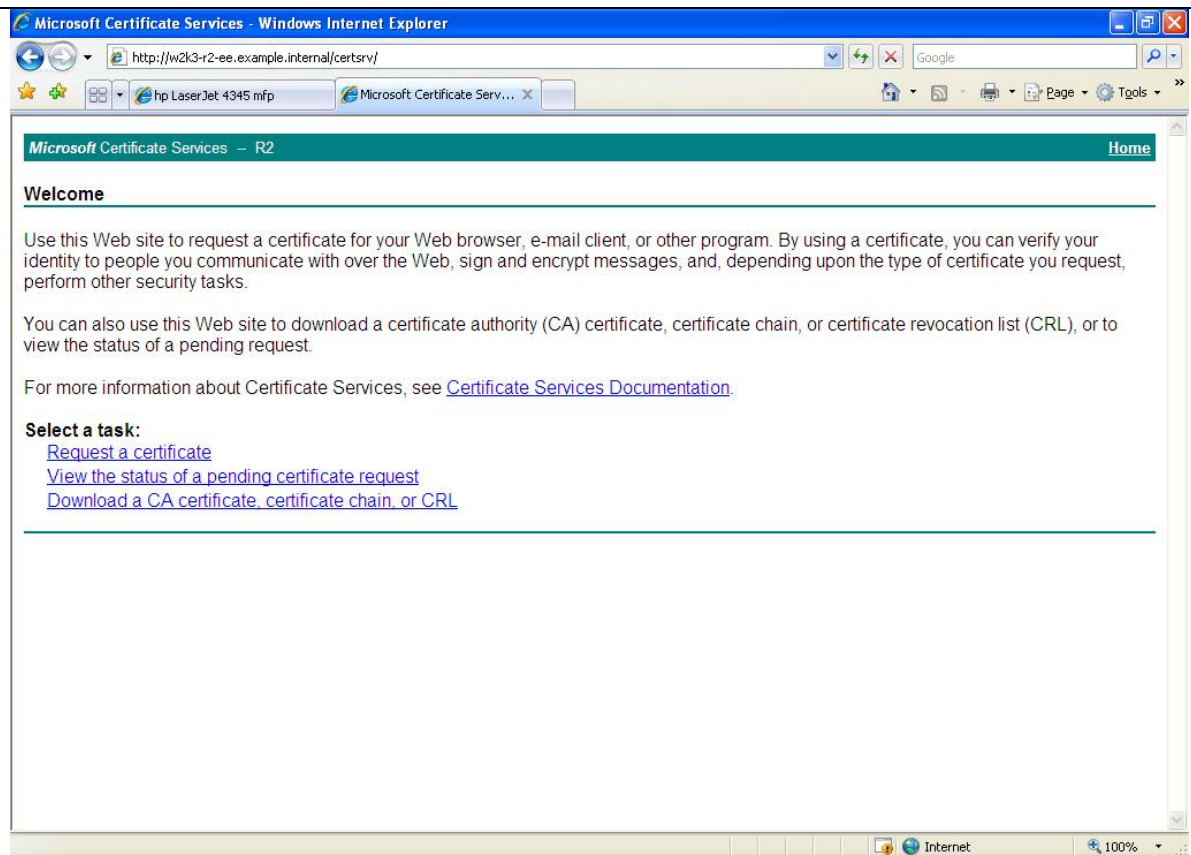 Microsoft Certificate Services - Windows Internet Explorer
http://w2k3-r2-ee.example.internal/certsrv/
Google
hp LaserJet 4345 mfp
Microsoft Certificate Serv...
Page
Tools
Microsoft Certificate Services -- R2
Home
Welcome
Use this Web site to request a certificate for your Web browser, e-mail client, or other program. By using a certificate, you can verify your
identity to people you communicate with over the Web, sign and encrypt messages, and, depending upon the type of certificate you request,
perform other security tasks.
You can also use this Web site to download a certificate authority (CA) certificate, certificate chain, or certificate revocation list (CRL), or to
view the status of a pending request.
For more information about Certificate Services, see Certificate Services Documentation.
Select a task:
Request a certificate
View the status of a pending certificate request
Download a CA certificate, certificate chain, or CRL
Internet
100%